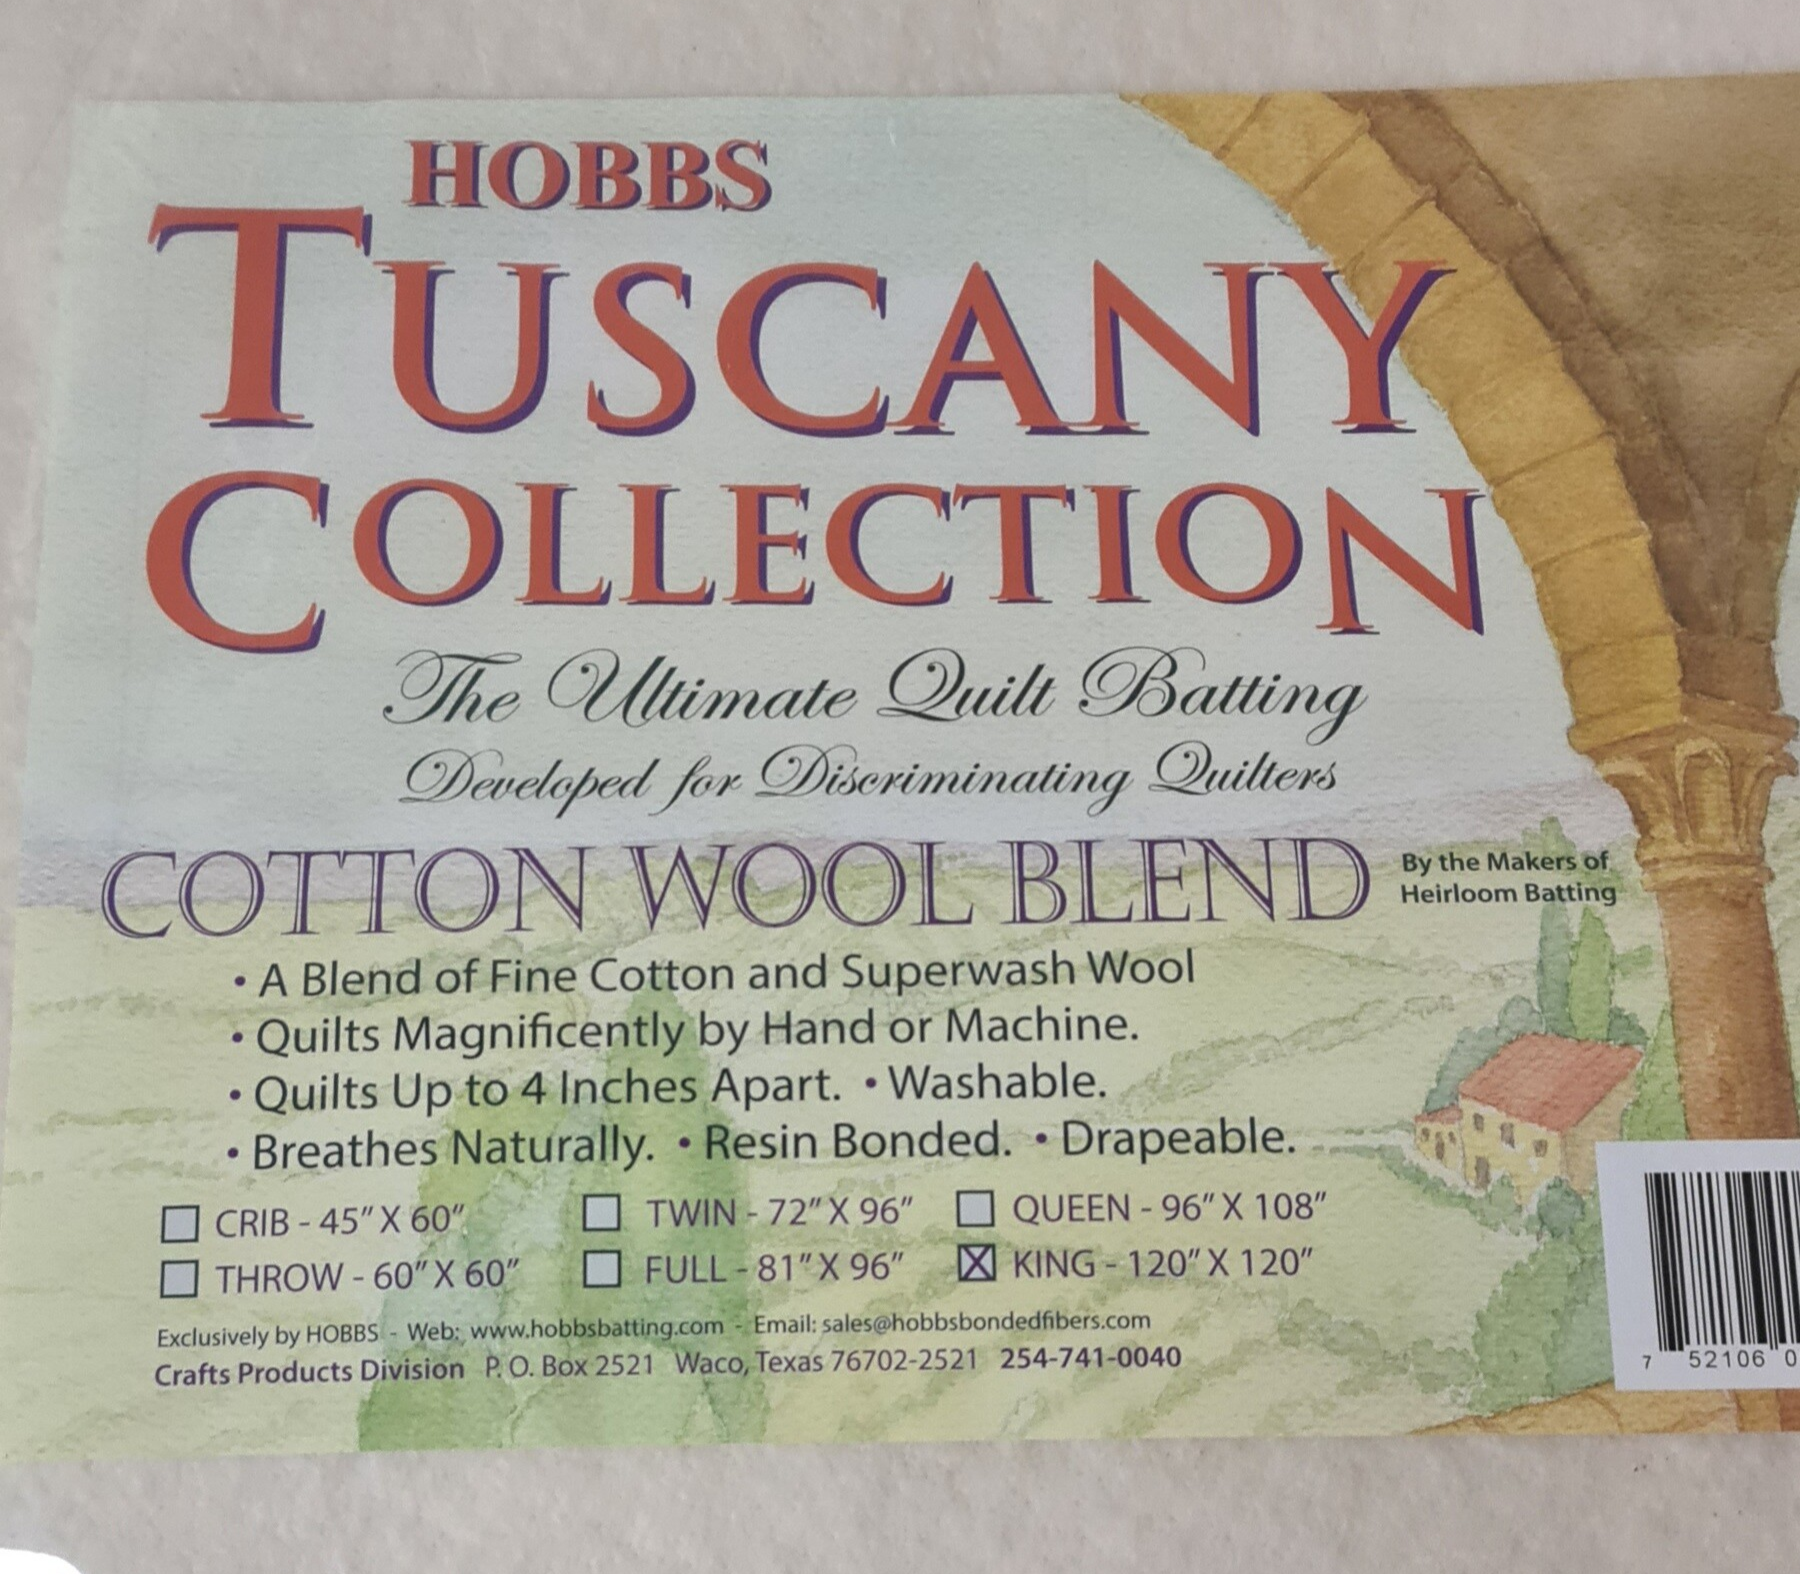 HOBBS
TUSCANY
COLLECTION
The Ultimate Quilt Batting
Developed for Discriminating Quilters
COTTON WOOL BLEND
By the Makers of
Heirloom Batting
• A Blend of Fine Cotton and Superwash Wool
• Quilts Magnificently by Hand or Machine.
• Quilts Up to 4 Inches Apart. • Washable.
• Breathes Naturally. • Resin Bonded. • Drapeable.
CRIB - 45" X 60" TWIN - 72" X 96" QUEEN - 96" X 108"
THROW - 60" X 60" FULL - 81" X 96" X KING - 120" X 120"
Exclusively by HOBBS - Web: www.hobbsbatting.com - Email: sales@hobbsbondedfibers.com
Crafts Products Division P. O. Box 2521 Waco, Texas 76702-2521 254-741-0040
7 52106 0